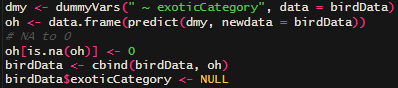 dmy <- dummyVars(" ~ exoticCategory", data = birdData)
oh <- data.frame(predict(dmy, newdata = birdData))
# NA to 0
oh[is.na(oh)] <- 0
birdData <- cbind(birdData, oh)
birdData$exoticCategory <- NULL